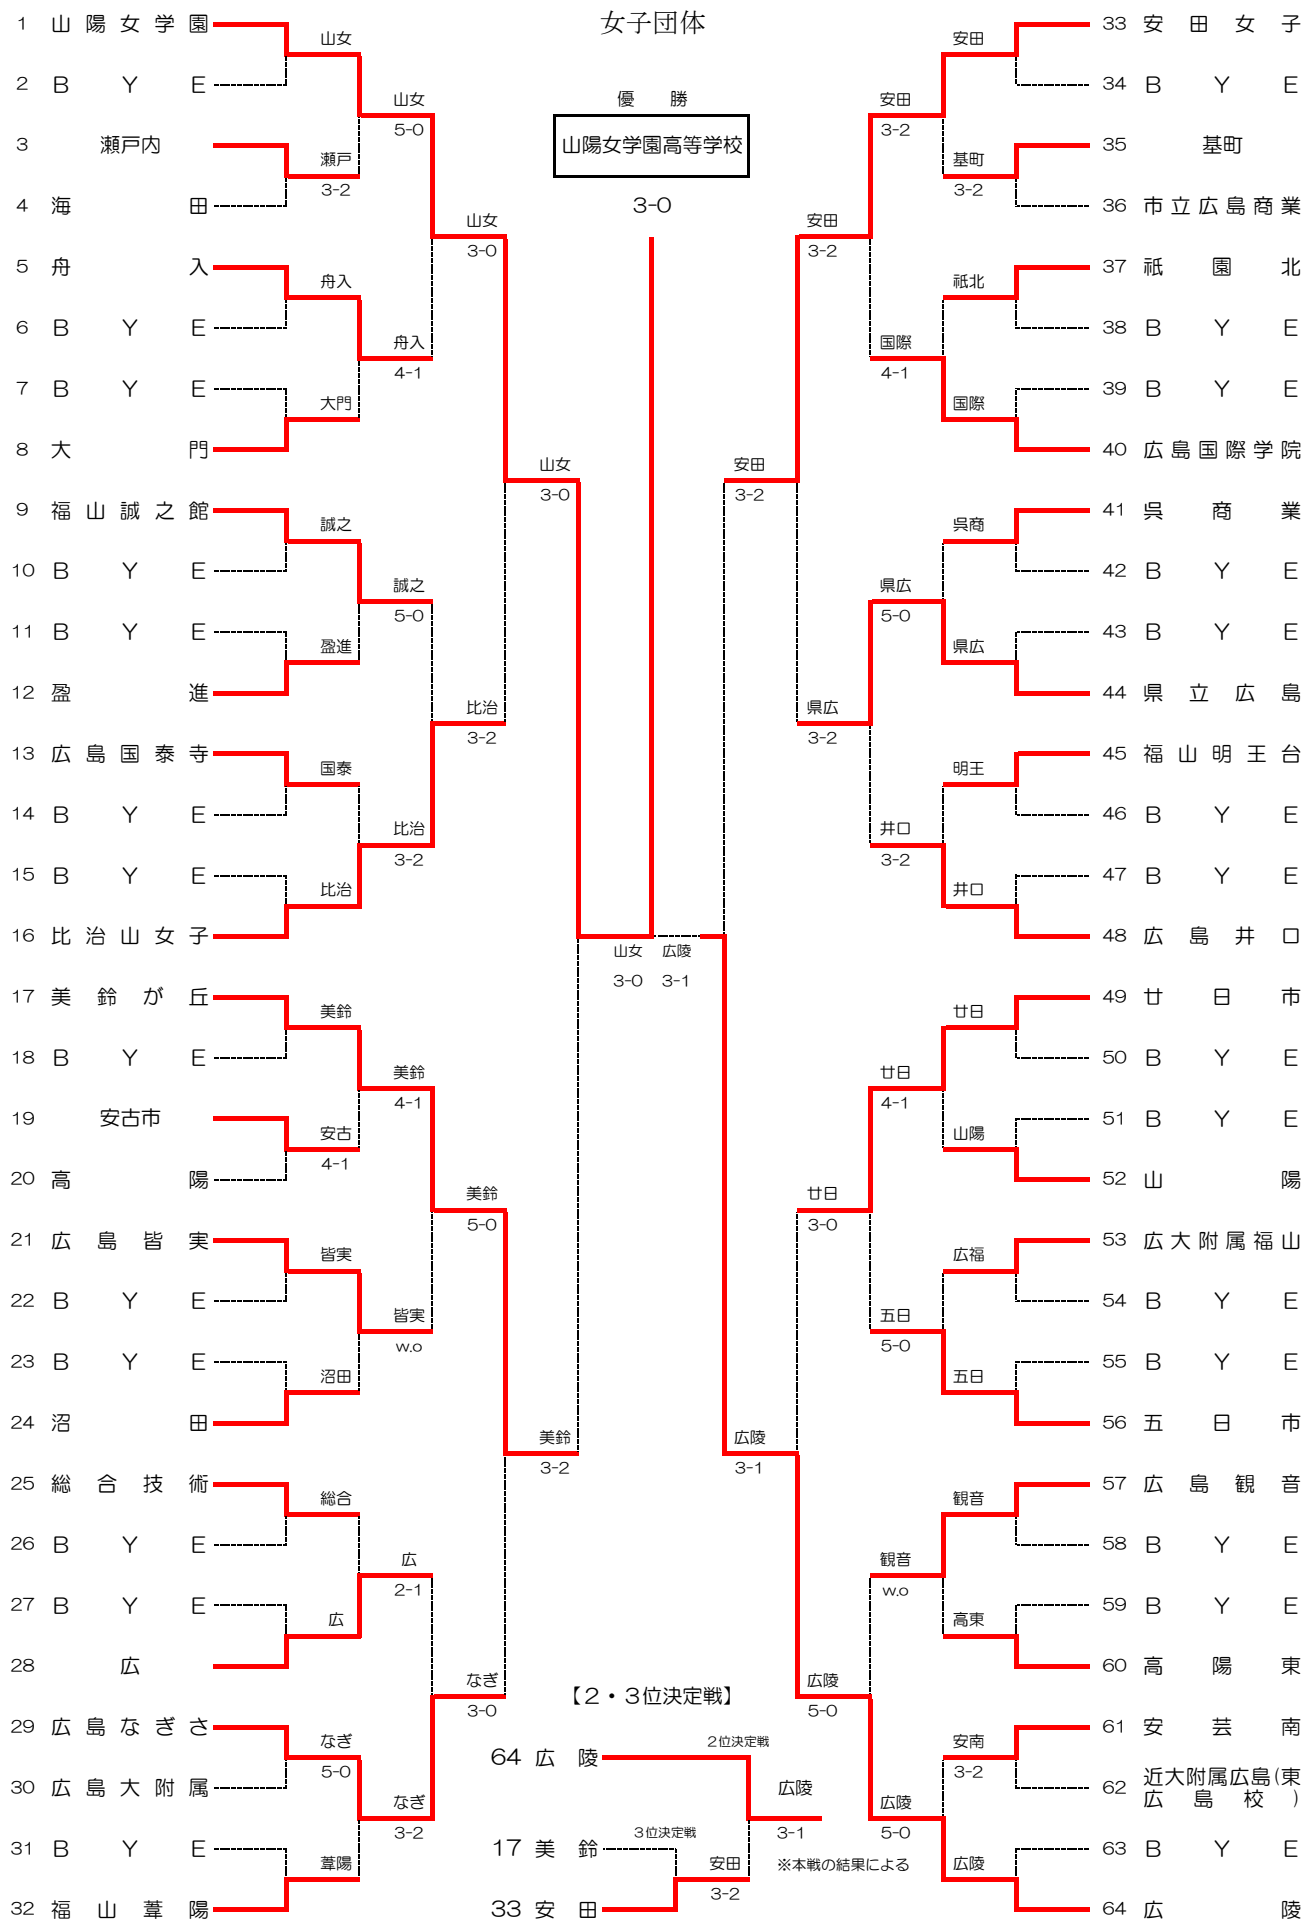 女子団体
優　勝
山陽女学園高等学校
3-0
1 山陽女学園
2 BYE
3 瀬戸内
4 海田
5 舟入
6 BYE
7 BYE
8 大門
9 福山誠之館
10 BYE
11 BYE
12 盈進
13 広島国泰寺
14 BYE
15 BYE
16 比治山女子
17 美鈴が丘
18 BYE
19 安古市
20 高陽
21 広島皆実
22 BYE
23 BYE
24 沼田
25 総合技術
26 BYE
27 BYE
28 広
29 広島なぎさ
30 広島大附属
31 BYE
32 福山葦陽
山女
瀬戸
3-2
舟入
大門
誠之
盈進
国泰
比治
美鈴
安古
4-1
皆実
沼田
総合
広
なぎ
5-0
葦陽
山女
5-0
舟入
4-1
誠之
5-0
比治
3-2
美鈴
4-1
皆実
w.o
広
2-1
なぎ
3-2
山女
3-0
比治
3-2
美鈴
5-0
なぎ
3-0
山女
3-0
美鈴
3-2
山女
3-0
広陵
3-1
安田
3-2
広陵
3-1
安田
3-2
県広
3-2
廿日
3-0
広陵
5-0
安田
3-2
国際
4-1
県広
5-0
井口
3-2
廿日
4-1
五日
5-0
観音
w.o
広陵
5-0
安田
基町
3-2
祇北
国際
呉商
県広
明王
井口
廿日
山陽
広福
五日
観音
高東
安南
3-2
広陵
33 安田女子
34 BYE
35 基町
36 市立広島商業
37 祇園北
38 BYE
39 BYE
40 広島国際学院
41 呉商業
42 BYE
43 BYE
44 県立広島
45 福山明王台
46 BYE
47 BYE
48 広島井口
49 廿日市
50 BYE
51 BYE
52 山陽
53 広大附属福山
54 BYE
55 BYE
56 五日市
57 広島観音
58 BYE
59 BYE
60 高陽東
61 安芸南
62 近大附属広島(東
広島校)
63 BYE
64 広陵
【2・3位決定戦】
2位決定戦
64 広陵
広陵
3-1
3位決定戦
17 美鈴
安田
3-2
※本戦の結果による
33 安田